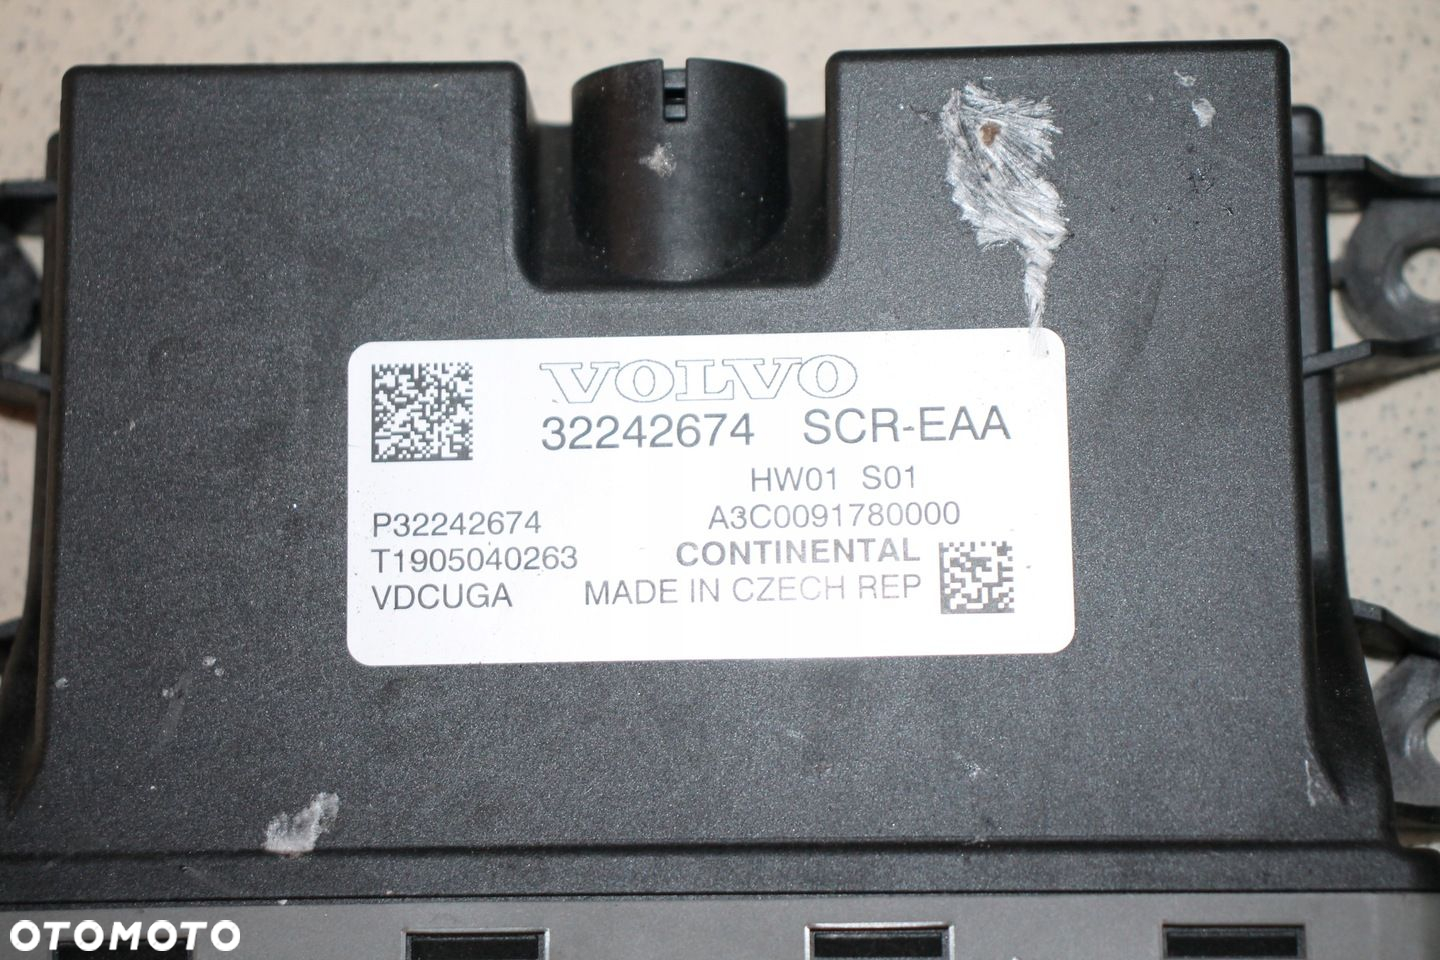 VOLVO
32242674 SCR-EAA
HW01 S01
P32242674 A3C0091780000
T1905040263 CONTINENTAL
VDCUGA MADE IN CZECH REP
OTOMOTO